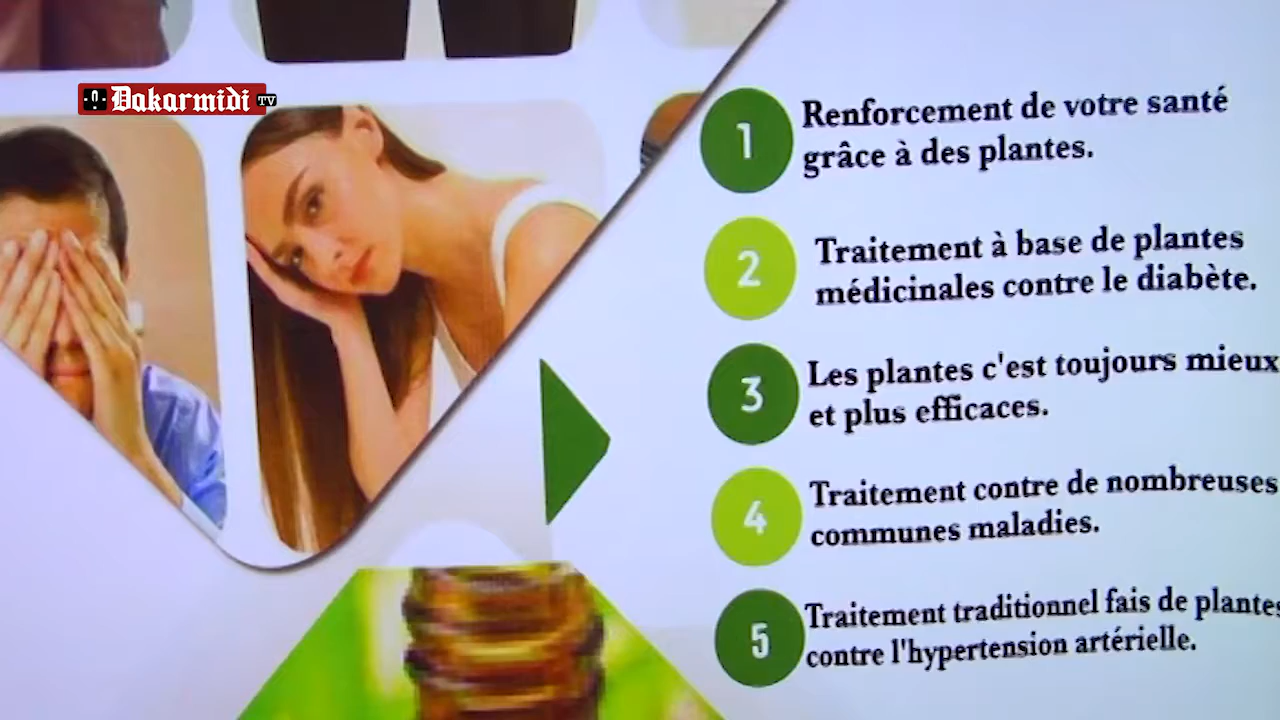 Dakarmidi TV
1
Renforcement de votre santé
grâce à des plantes.
2
Traitement à base de plantes
médicinales contre le diabète.
3
Les plantes c'est toujours mieux
et plus efficaces.
4
Traitement contre de nombreuses
communes maladies.
5
Traitement traditionnel fais de plantes
contre l'hypertension artérielle.